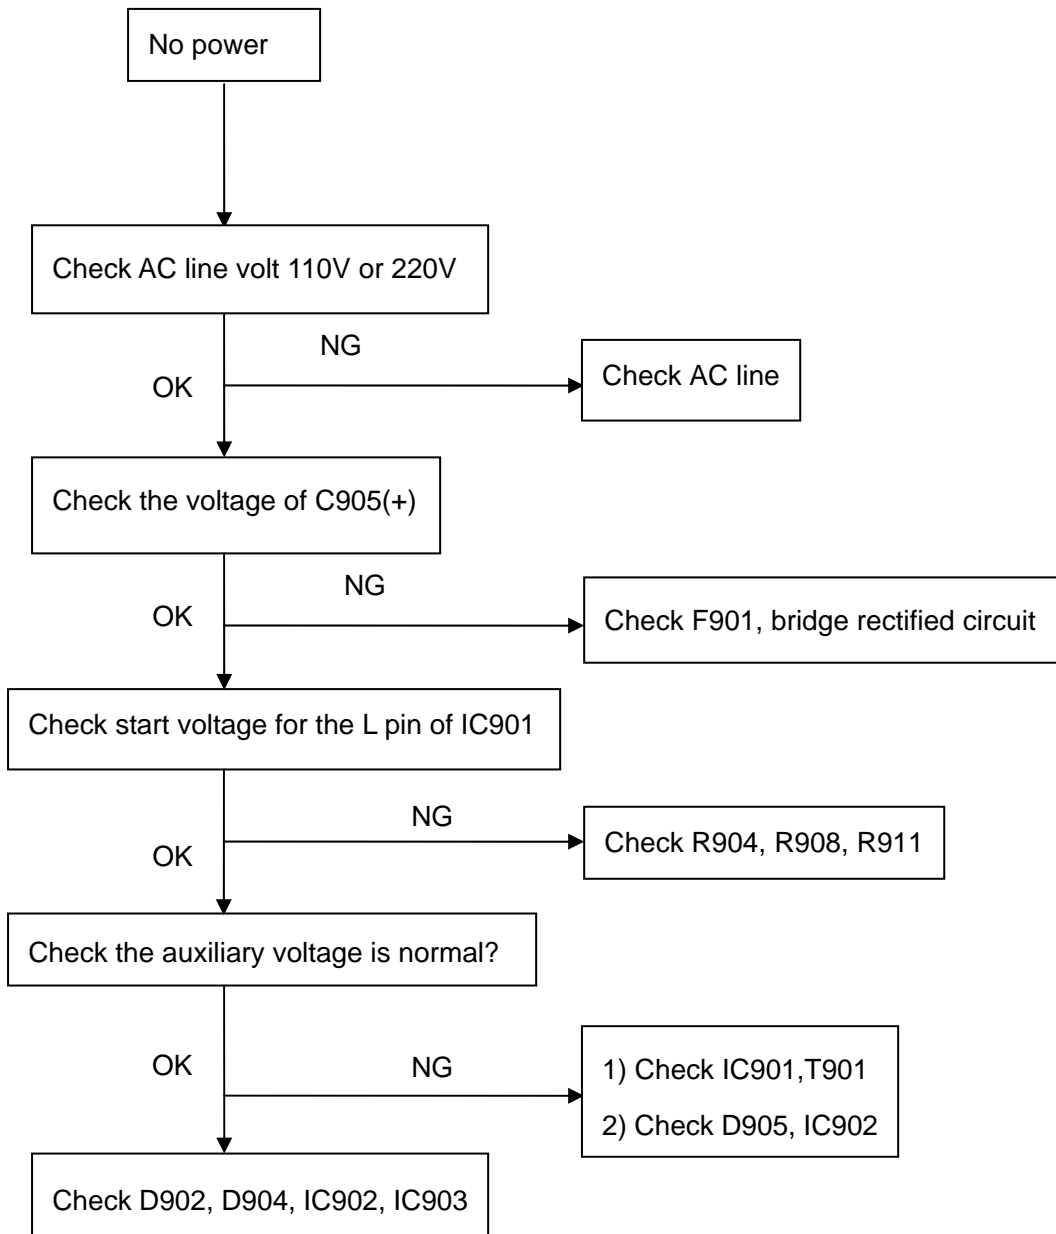 No power
Check AC line volt 110V or 220V
NG
OK
Check AC line
Check the voltage of C905(+)
NG
OK
Check F901, bridge rectified circuit
Check start voltage for the L pin of IC901
NG
OK
Check R904, R908, R911
Check the auxiliary voltage is normal?
OK
NG
1) Check IC901,T901
2) Check D905, IC902
Check D902, D904, IC902, IC903